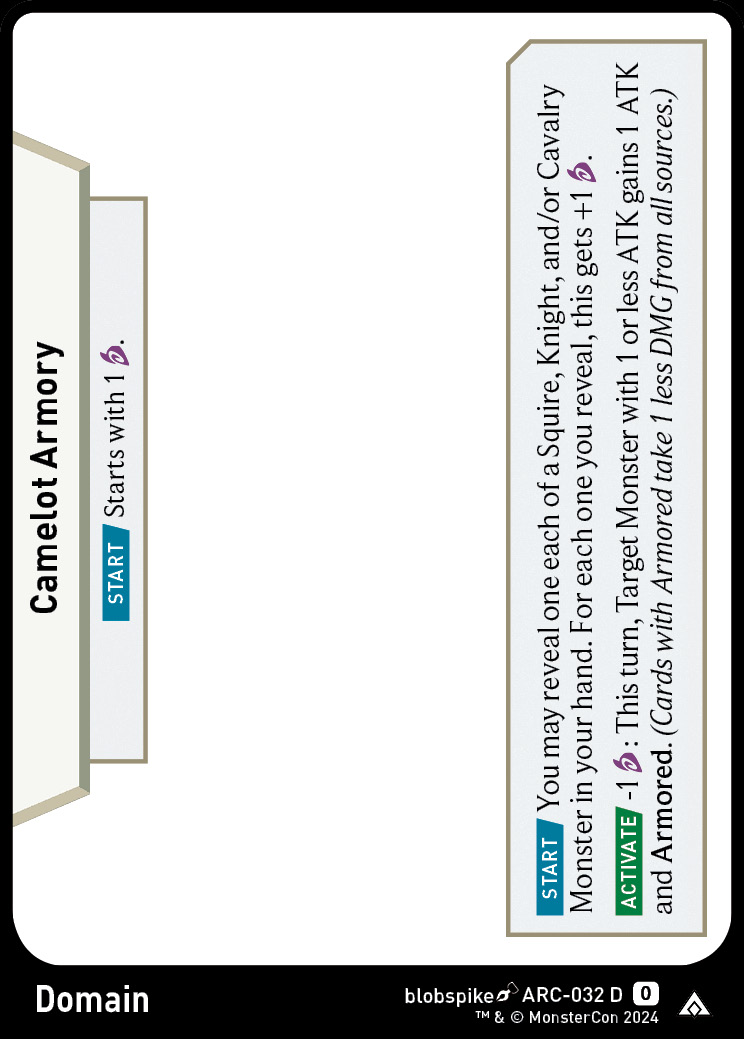 Camelot Armory
START Starts with 1 .
START You may reveal one each of a Squire, Knight, and/or Cavalry
Monster in your hand. For each one you reveal, this gets +1 .
ACTIVATE -1 : This turn, Target Monster with 1 or less ATK gains 1 ATK
and Armored. (Cards with Armored take 1 less DMG from all sources.)
Domain
blobspike ARC-032 D 0
™ & © MonsterCon 2024